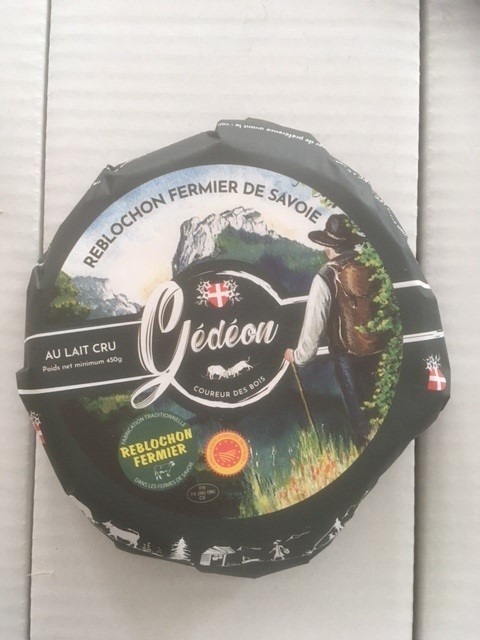 REBLOCHON FERMIER DE SAVOIE
Gédéon
COUREUR DES BOIS
AU LAIT CRU
Poids net minimum 450g
FABRICATION TRADITIONNELLE
REBLOCHON
FERMIER
DANS LES FERMES DE SAVOIE